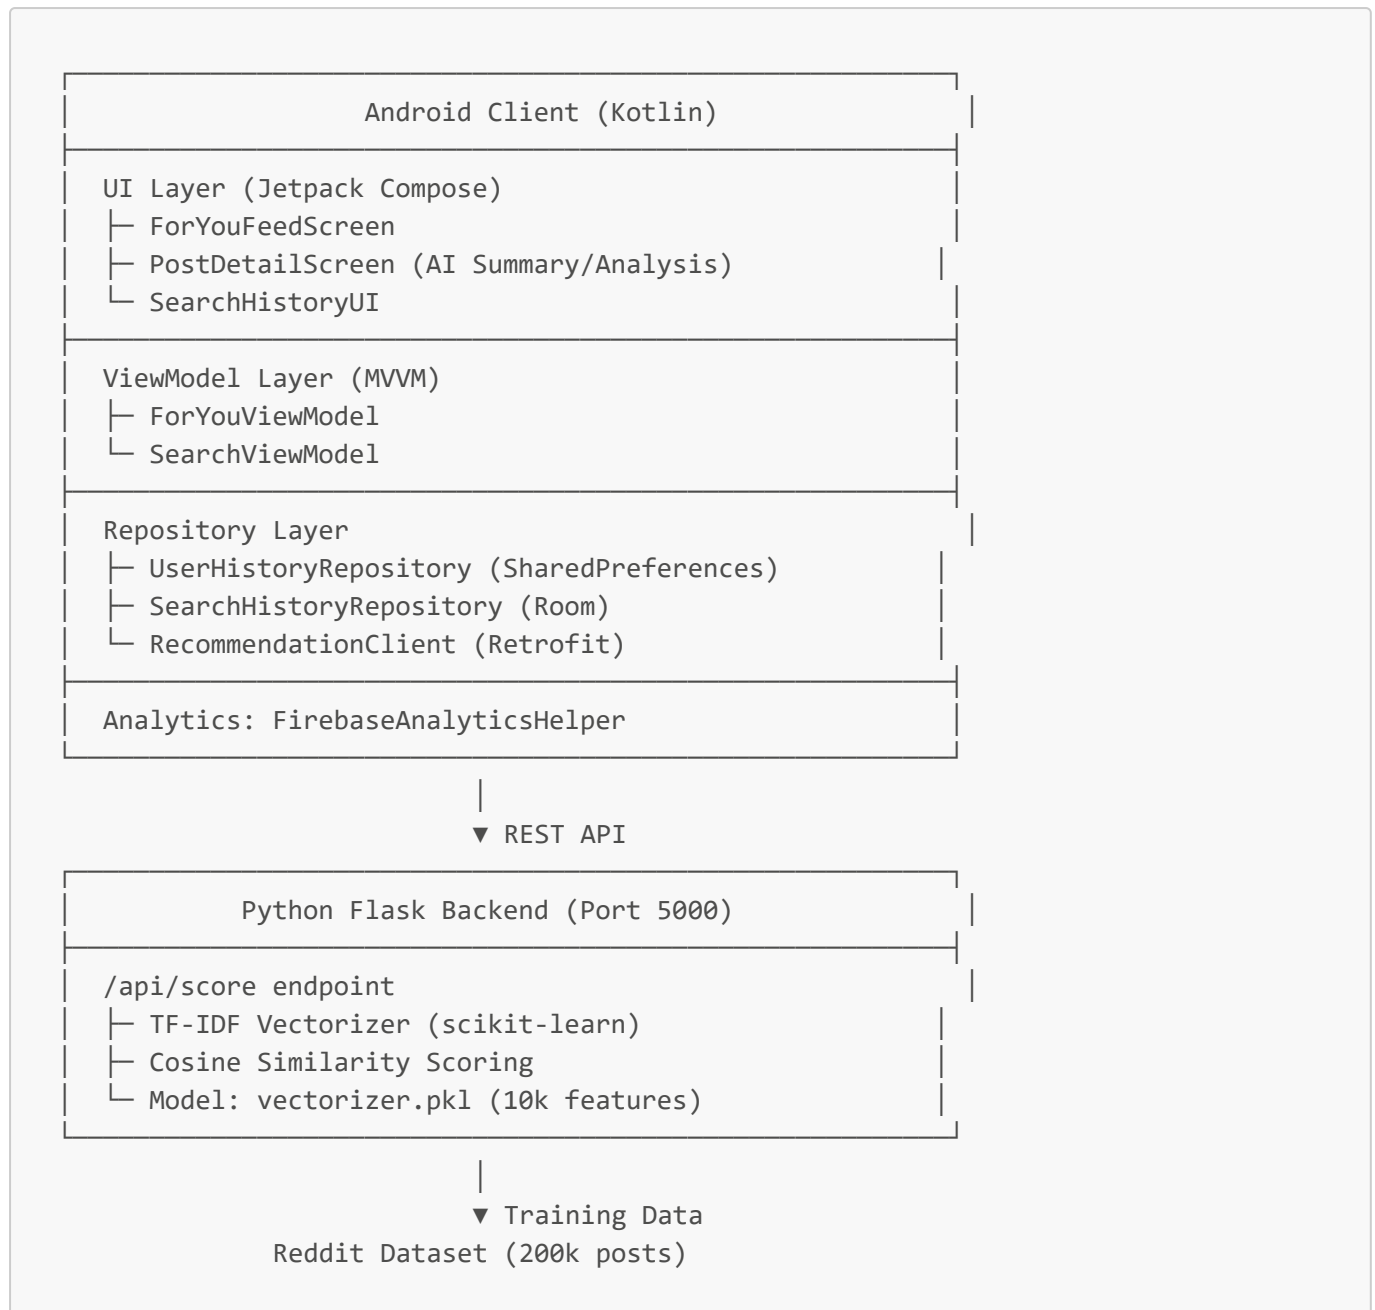 Android Client (Kotlin)
UI Layer (Jetpack Compose)
├─ ForYouFeedScreen
├─ PostDetailScreen (AI Summary/Analysis)
└─ SearchHistoryUI
ViewModel Layer (MVVM)
├─ ForYouViewModel
└─ SearchViewModel
Repository Layer
├─ UserHistoryRepository (SharedPreferences)
├─ SearchHistoryRepository (Room)
└─ RecommendationClient (Retrofit)
Analytics: FirebaseAnalyticsHelper
▼ REST API
Python Flask Backend (Port 5000)
/api/score endpoint
├─ TF-IDF Vectorizer (scikit-learn)
├─ Cosine Similarity Scoring
└─ Model: vectorizer.pkl (10k features)
▼ Training Data
Reddit Dataset (200k posts)